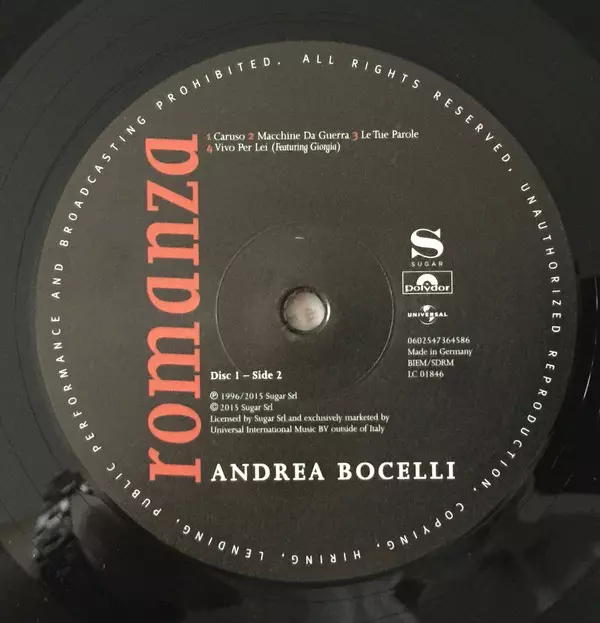 ALL RIGHTS RESERVED, UNAUTHORIZED REPRODUCTION, COPYING, HIRING, LENDING, PUBLIC PERFORMANCE AND BROADCASTING PROHIBITED.
romanza
1 Caruso 2 Macchine Da Guerra 3 Le Tue Parole
4 Vivo Per Lei (Featuring Giorgia)
S
SUGAR
polydor
UNIVERSAL
0602547364586
Made in Germany
BIEM/SDRM
LC 01846
Disc 1 – Side 2
℗ 1996/2015 Sugar Srl
© 2015 Sugar Srl
Licensed by Sugar Srl and exclusively marketed by
Universal International Music BV outside of Italy
ANDREA BOCELLI